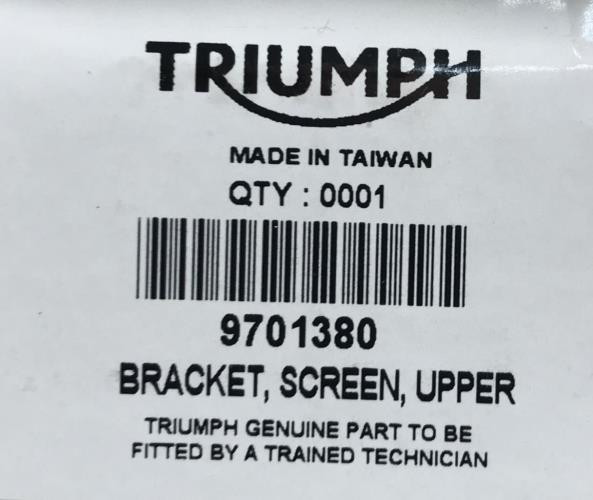 TRIUMPH
MADE IN TAIWAN
QTY : 0001
9701380
BRACKET, SCREEN, UPPER
TRIUMPH GENUINE PART TO BE
FITTED BY A TRAINED TECHNICIAN